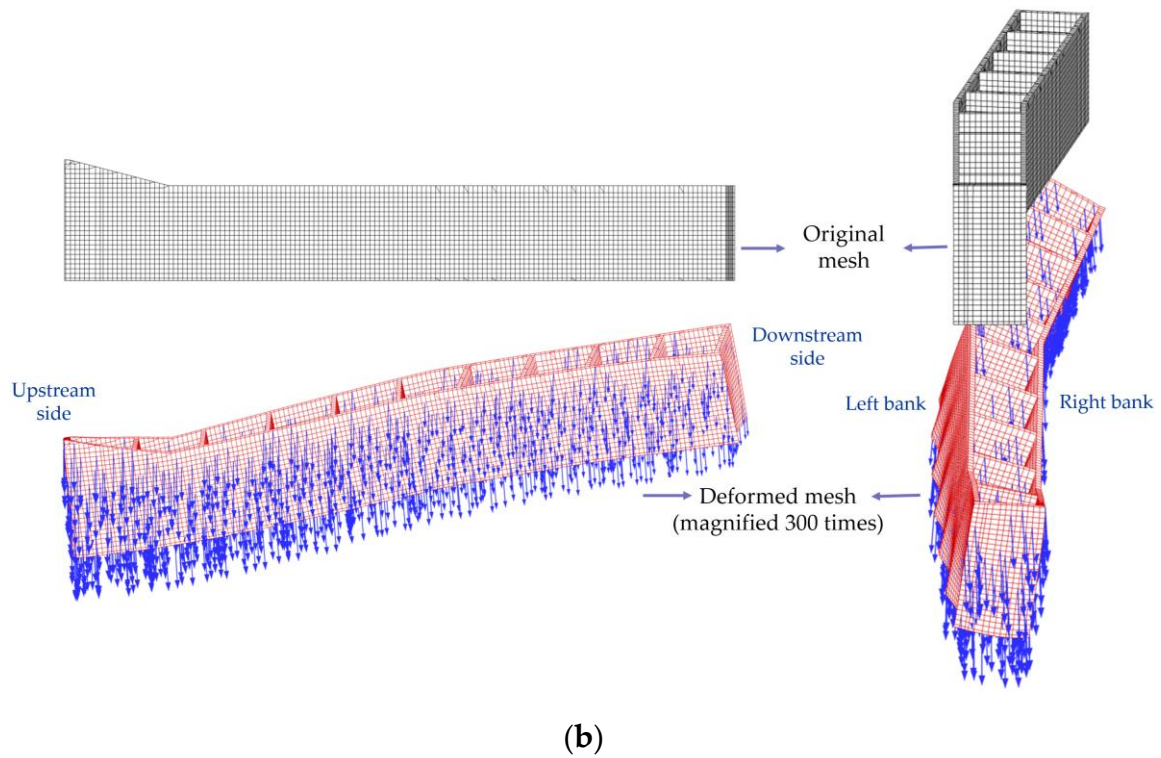 Original
mesh
Downstream
side
Upstream
side
Left bank
Right bank
Deformed mesh
(magnified 300 times)
(b)